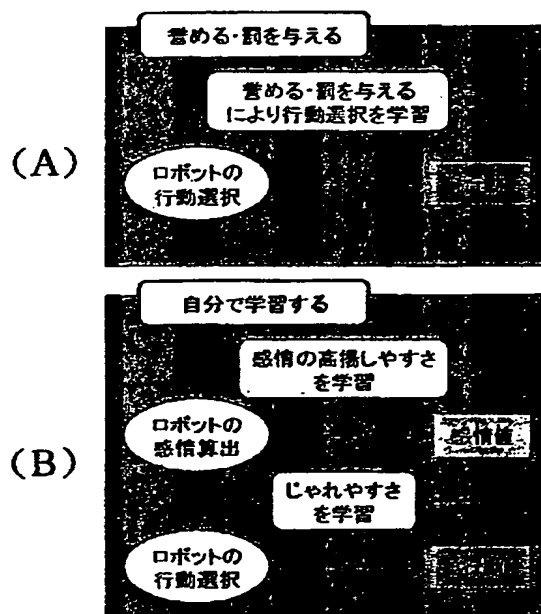 誉める・罰を与える
誉める・罰を与える
により行動選択を学習
(A)
ロボットの
行動選択
自分で学習する
感情の高揚しやすさ
を学習
ロボットの
感情算出
感情値
(B)
じゃれやすさ
を学習
ロボットの
行動選択